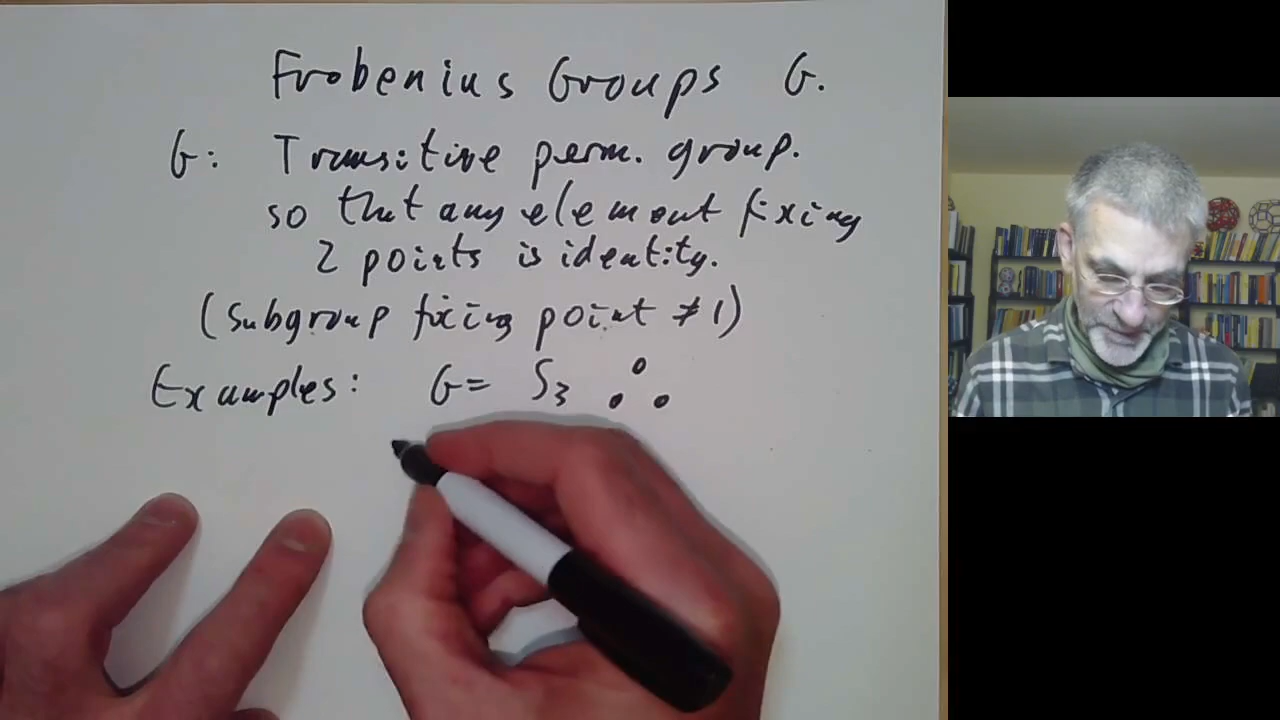 Frobenius Groups G.
G: Transitive perm. group.
so that any element fixing
2 points is identity.
(Subgroup fixing point ≠ 1)
Examples: G = S3